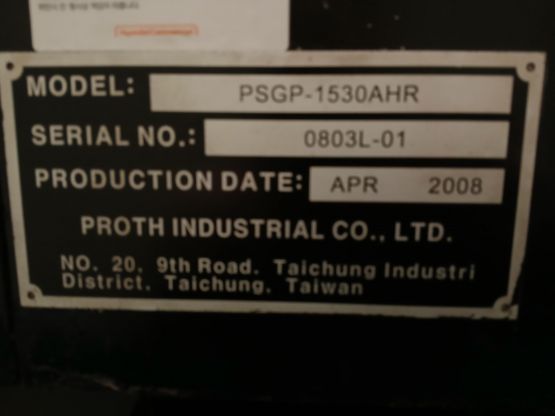 MODEL: PSGP-1530AHR
SERIAL NO.: 0803L-01
PRODUCTION DATE: APR 2008
PROTH INDUSTRIAL CO., LTD.
NO. 20, 9th Road. Taichung Industri
District, Taichung, Taiwan